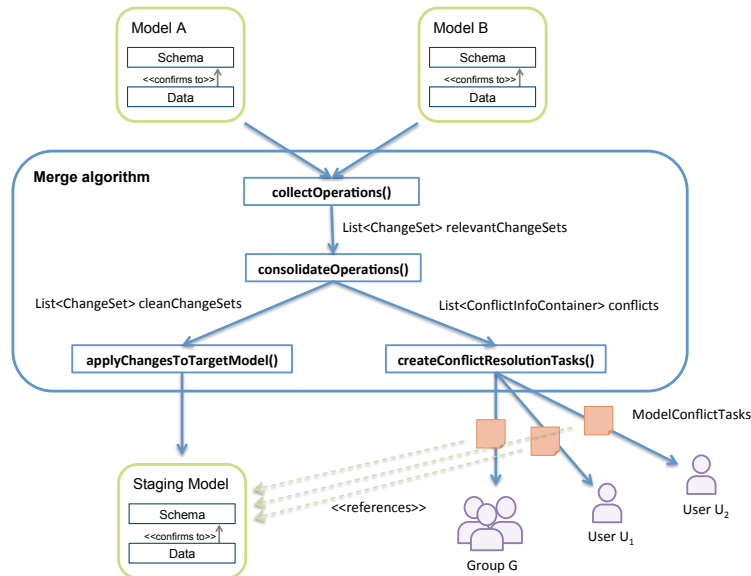 Model A
Schema
<<confirms to>>
Data
Model B
Schema
<<confirms to>>
Data
Merge algorithm
collectOperations()
List<ChangeSet> relevantChangeSets
consolidateOperations()
List<ChangeSet> cleanChangeSets
List<ConflictInfoContainer> conflicts
applyChangesToTargetModel()
createConflictResolutionTasks()
ModelConflictTasks
Staging Model
Schema
<<confirms to>>
Data
<<references>>
Group G
User U1
User U2